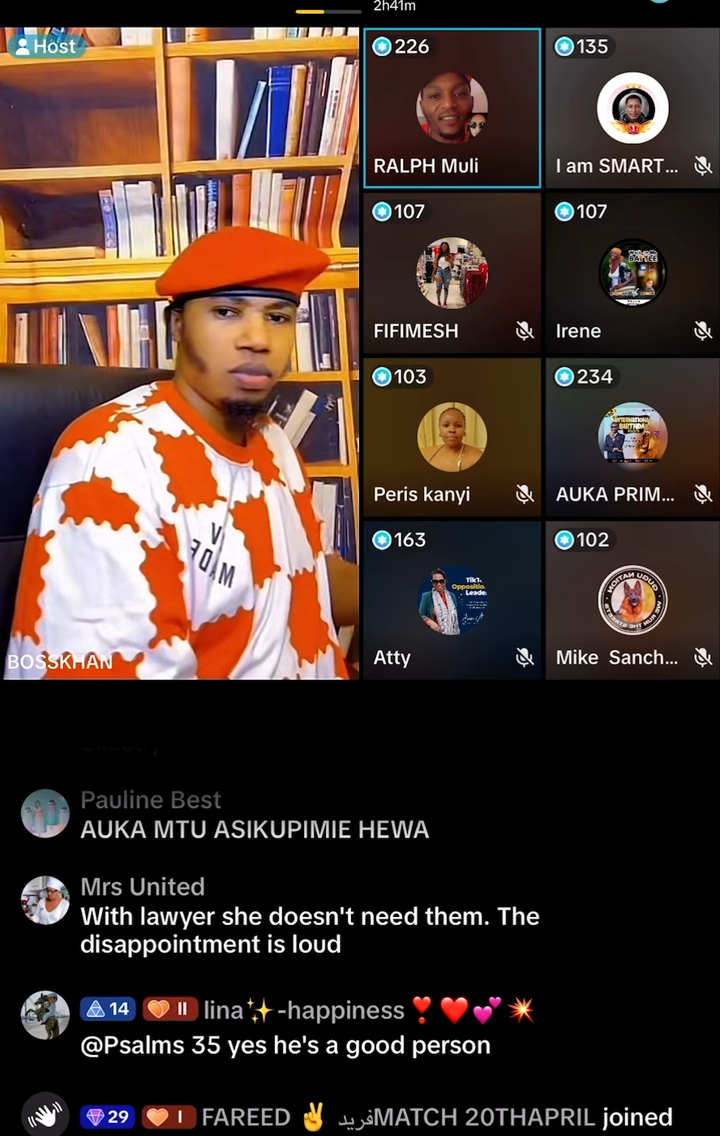 2h41m
Host
BOSSKHAN
226
RALPH Muli
135
I am SMART...
107
FIFIMESH
107
Irene
103
Peris kanyi
234
AUKA PRIM...
163
Atty
102
Mike Sanch...
Pauline Best
AUKA MTU ASIKUPIMIE HEWA
Mrs United
With lawyer she doesn't need them. The
disappointment is loud
14 II lina✨-happiness❣️❤️💕💥
@Psalms 35 yes he's a good person
29 I FAREED ✌️ فريدMATCH 20THAPRIL joined